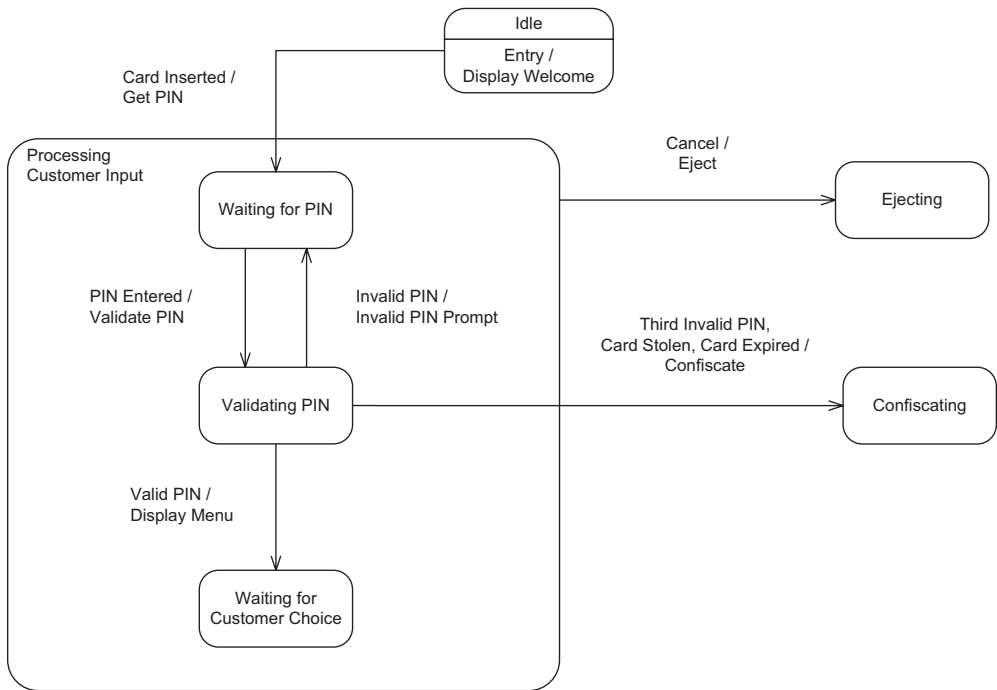 Idle
Entry /
Display Welcome
Card Inserted /
Get PIN
Processing
Customer Input
Cancel /
Eject
Waiting for PIN
Ejecting
PIN Entered /
Validate PIN
Invalid PIN /
Invalid PIN Prompt
Third Invalid PIN,
Card Stolen, Card Expired /
Confiscate
Validating PIN
Confiscating
Valid PIN /
Display Menu
Waiting for
Customer Choice